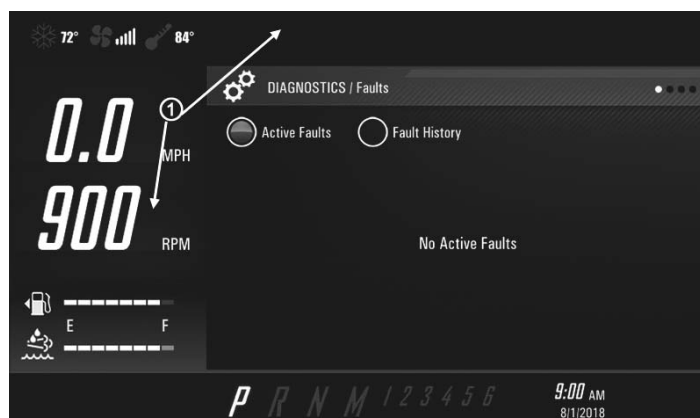 72° 84°
①
DIAGNOSTICS / Faults
Active Faults Fault History
0.0 MPH
900 RPM
No Active Faults
E F
P R N M 1 2 3 4 5 6
9:00 AM
8/1/2018